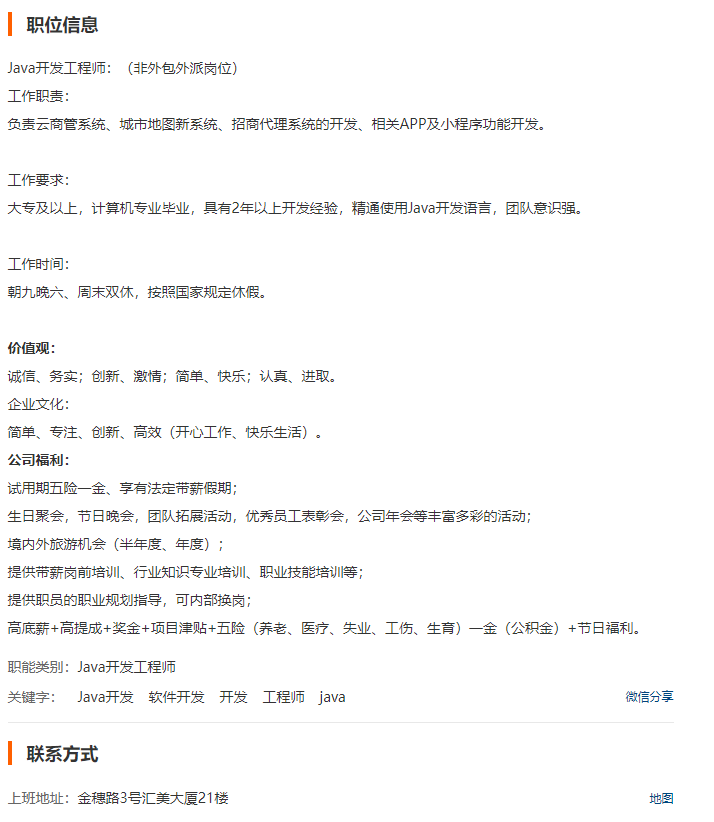 职位信息
Java开发工程师：（非外包外派岗位）
工作职责：
负责云商管系统、城市地图新系统、招商代理系统的开发、相关APP及小程序功能开发。
工作要求：
大专及以上，计算机专业毕业，具有2年以上开发经验，精通使用Java开发语言，团队意识强。
工作时间：
朝九晚六、周末双休，按照国家规定休假。
价值观：
诚信、务实；创新、激情；简单、快乐；认真、进取。
企业文化：
简单、专注、创新、高效（开心工作、快乐生活）。
公司福利：
试用期五险一金、享有法定带薪假期；
生日聚会，节日晚会，团队拓展活动，优秀员工表彰会，公司年会等丰富多彩的活动；
境内外旅游机会（半年度、年度）；
提供带薪岗前培训、行业知识专业培训、职业技能培训等；
提供职员的职业规划指导，可内部换岗；
高底薪+高提成+奖金+项目津贴+五险（养老、医疗、失业、工伤、生育）一金（公积金）+节日福利。
职能类别：Java开发工程师
关键字： Java开发 软件开发 开发 工程师 java 微信分享
联系方式
上班地址：金穗路3号汇美大厦21楼 地图